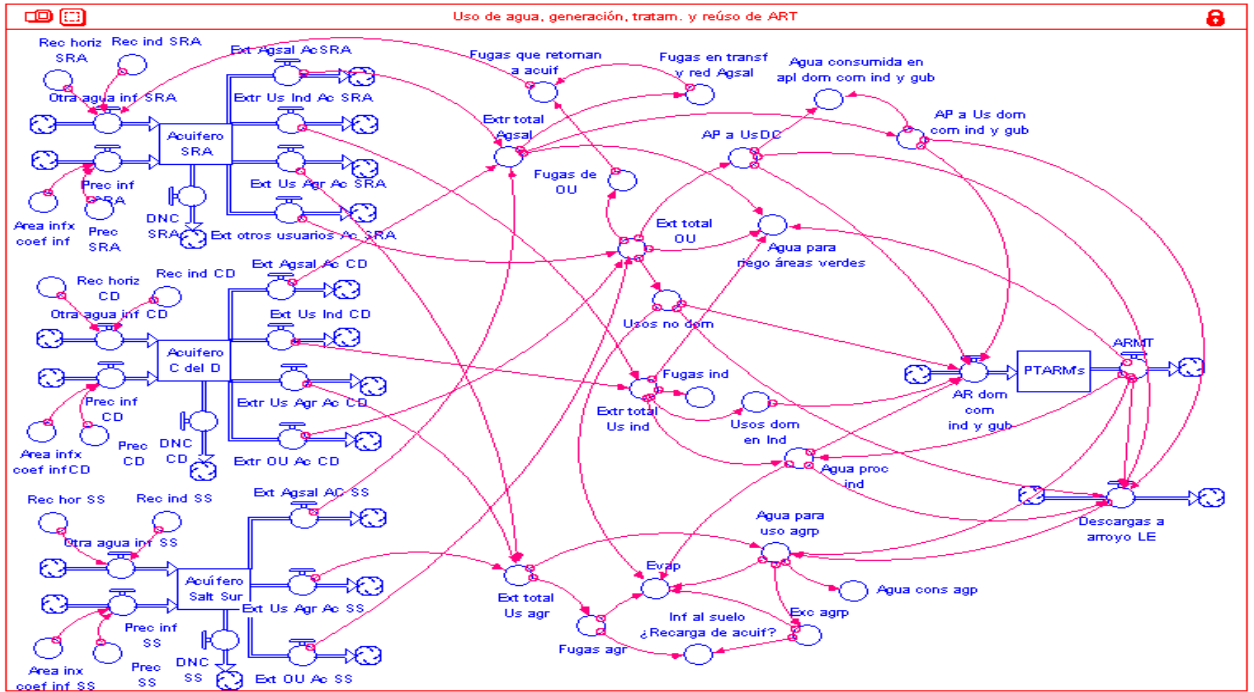 Uso de agua, generación, tratam. y reúso de ART
Rec horiz
SRA
Rec ind SRA
Otra agua inf SRA
Acuífero
SRA
Prec inf
SRA
Area infx
coef inf
Prec
SRA
DNC
SRA
Ext Agsal AcSRA
Extr Us Ind Ac SRA
Ext Us Agr Ac SRA
Ext otros usuarios Ac SRA
Rec horiz
CD
Rec ind CD
Otra agua inf CD
Acuifero
C del D
Prec inf
CD
Area infx
coef infCD
Prec
CD
DNC
CD
Ext Agsal Ac CD
Ext Us Ind CD
Extr Us Agr Ac CD
Extr OU Ac CD
Rec hor SS
Rec ind SS
Otra agua inf SS
Acuífero
Salt Sur
Prec inf
SS
Area inx
coef inf SS
Prec
SS
DNC
SS
Ext Agsal AC SS
Ext Us Agr Ac SS
Ext OU Ac SS
Fugas que retornan
a acuif
Fugas en transf
y red Agsal
Agua consumida en
apl dom com ind y gub
Extr total
Agsal
AP a UsDC
AP a Us dom
com ind y gub
Fugas de
OU
Ext total
OU
Agua para
riego áreas verdes
Usos no dom
Fugas ind
Extr total
Us ind
Usos dom
en Ind
Agua proc
ind
AR dom
com
ind y gub
PTARMs
ARMT
Descargas a
arroyo LE
Agua para
uso agrp
Evap
Ext total
Us agr
Fugas agr
Inf al suelo
¿Recarga de acuif?
Exc agrp
Agua cons agp